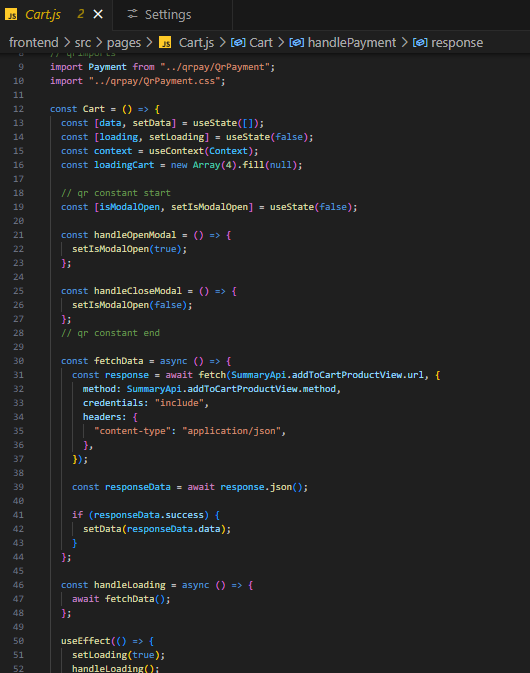 JS Cart.js 2 × Settings
frontend > src > pages > JS Cart.js > Cart > handlePayment > response
8 // qr imports
9 import Payment from "../qrpay/QrPayment";
10 import "../qrpay/QrPayment.css";
11
12 const Cart = () => {
13 const [data, setData] = useState([]);
14 const [loading, setLoading] = useState(false);
15 const context = useContext(Context);
16 const loadingCart = new Array(4).fill(null);
17
18 // qr constant start
19 const [isModalOpen, setIsModalOpen] = useState(false);
20
21 const handleOpenModal = () => {
22 setIsModalOpen(true);
23 };
24
25 const handleCloseModal = () => {
26 setIsModalOpen(false);
27 };
28 // qr constant end
29
30 const fetchData = async () => {
31 const response = await fetch(SummaryApi.addToCartProductView.url, {
32 method: SummaryApi.addToCartProductView.method,
33 credentials: "include",
34 headers: {
35 "content-type": "application/json",
36 },
37 });
38
39 const responseData = await response.json();
40
41 if (responseData.success) {
42 setData(responseData.data);
43 }
44 };
45
46 const handleLoading = async () => {
47 await fetchData();
48 };
49
50 useEffect(() => {
51 setLoading(true);
52 handleLoading();